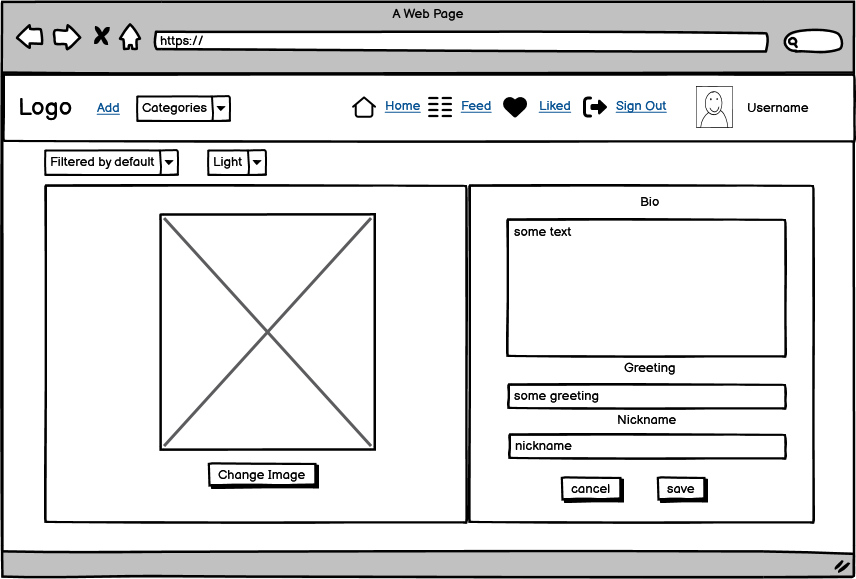 A Web Page
https://
Logo Add Categories Home Feed Liked Sign Out Username
Filtered by default Light
Bio
some text
Greeting
some greeting
Nickname
nickname
Change Image
cancel save